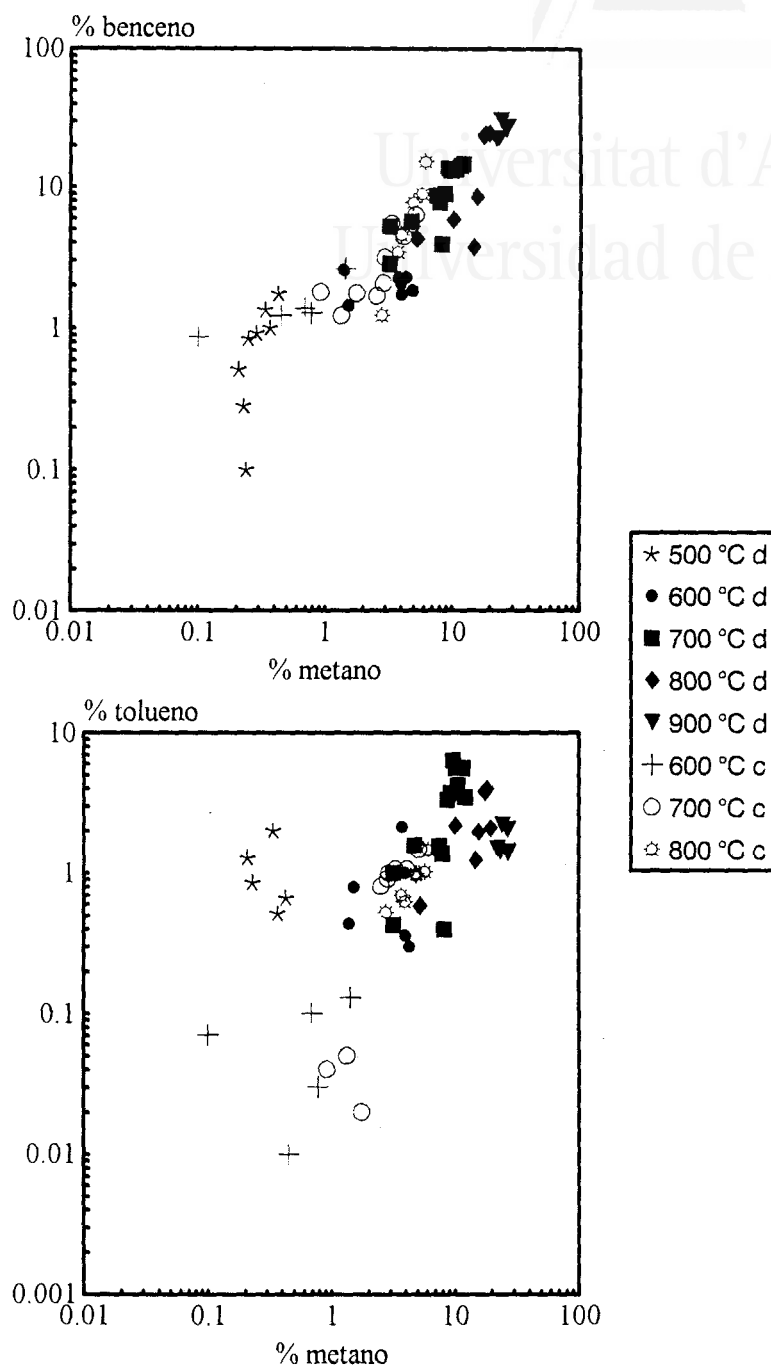 % benceno
100
10
1
0.1
0.01
0.01 0.1 1 10 100
% metano
Universitat d'A
Universidad de
500 °C d
600 °C d
700 °C d
800 °C d
900 °C d
600 °C c
700 °C c
800 °C c
% tolueno
10
1
0.1
0.01
0.001
0.01 0.1 1 10 100
% metano